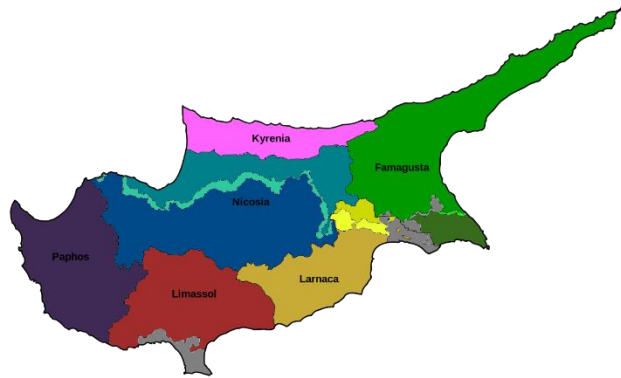 Kyrenia
Famagusta
Nicosia
Paphos
Larnaca
Limassol